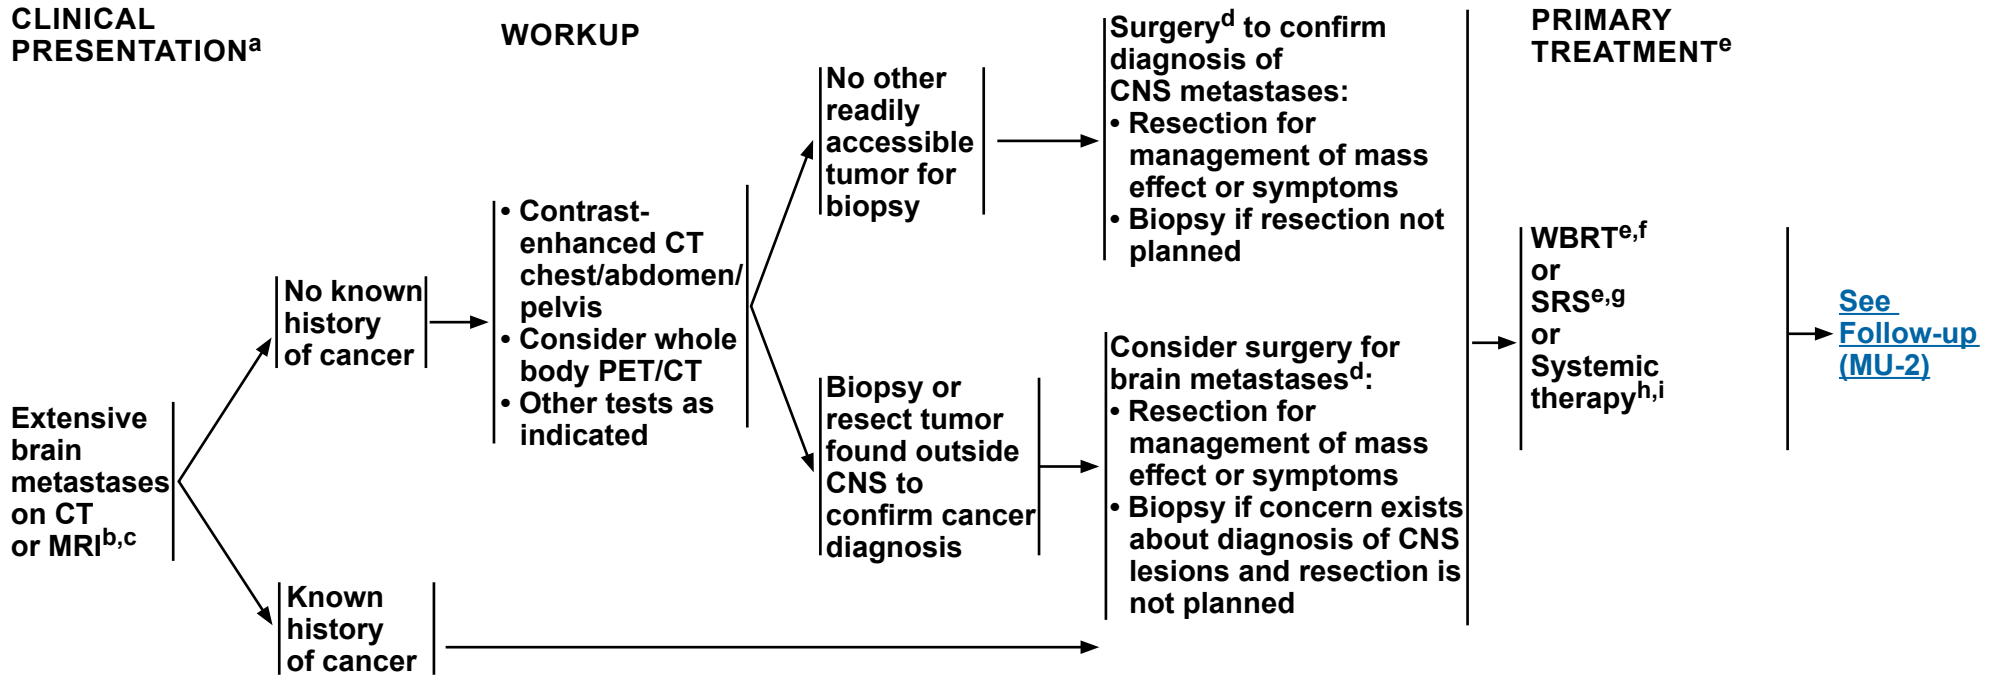 CLINICAL
PRESENTATIONa
WORKUP
PRIMARY
TREATMENTe
Extensive
brain
metastases
on CT
or MRIb,c
No known
history
of cancer
Known
history
of cancer
• Contrast-
enhanced CT
chest/abdomen/
pelvis
• Consider whole
body PET/CT
• Other tests as
indicated
No other
readily
accessible
tumor for
biopsy
Biopsy or
resect tumor
found outside
CNS to
confirm cancer
diagnosis
Surgeryd to confirm
diagnosis of
CNS metastases:
• Resection for
management of mass
effect or symptoms
• Biopsy if resection not
planned
Consider surgery for
brain metastasesd:
• Resection for
management of mass
effect or symptoms
• Biopsy if concern exists
about diagnosis of CNS
lesions and resection is
not planned
WBRTe,f
or
SRSe,g
or
Systemic
therapyh,i
See
Follow-up
(MU-2)